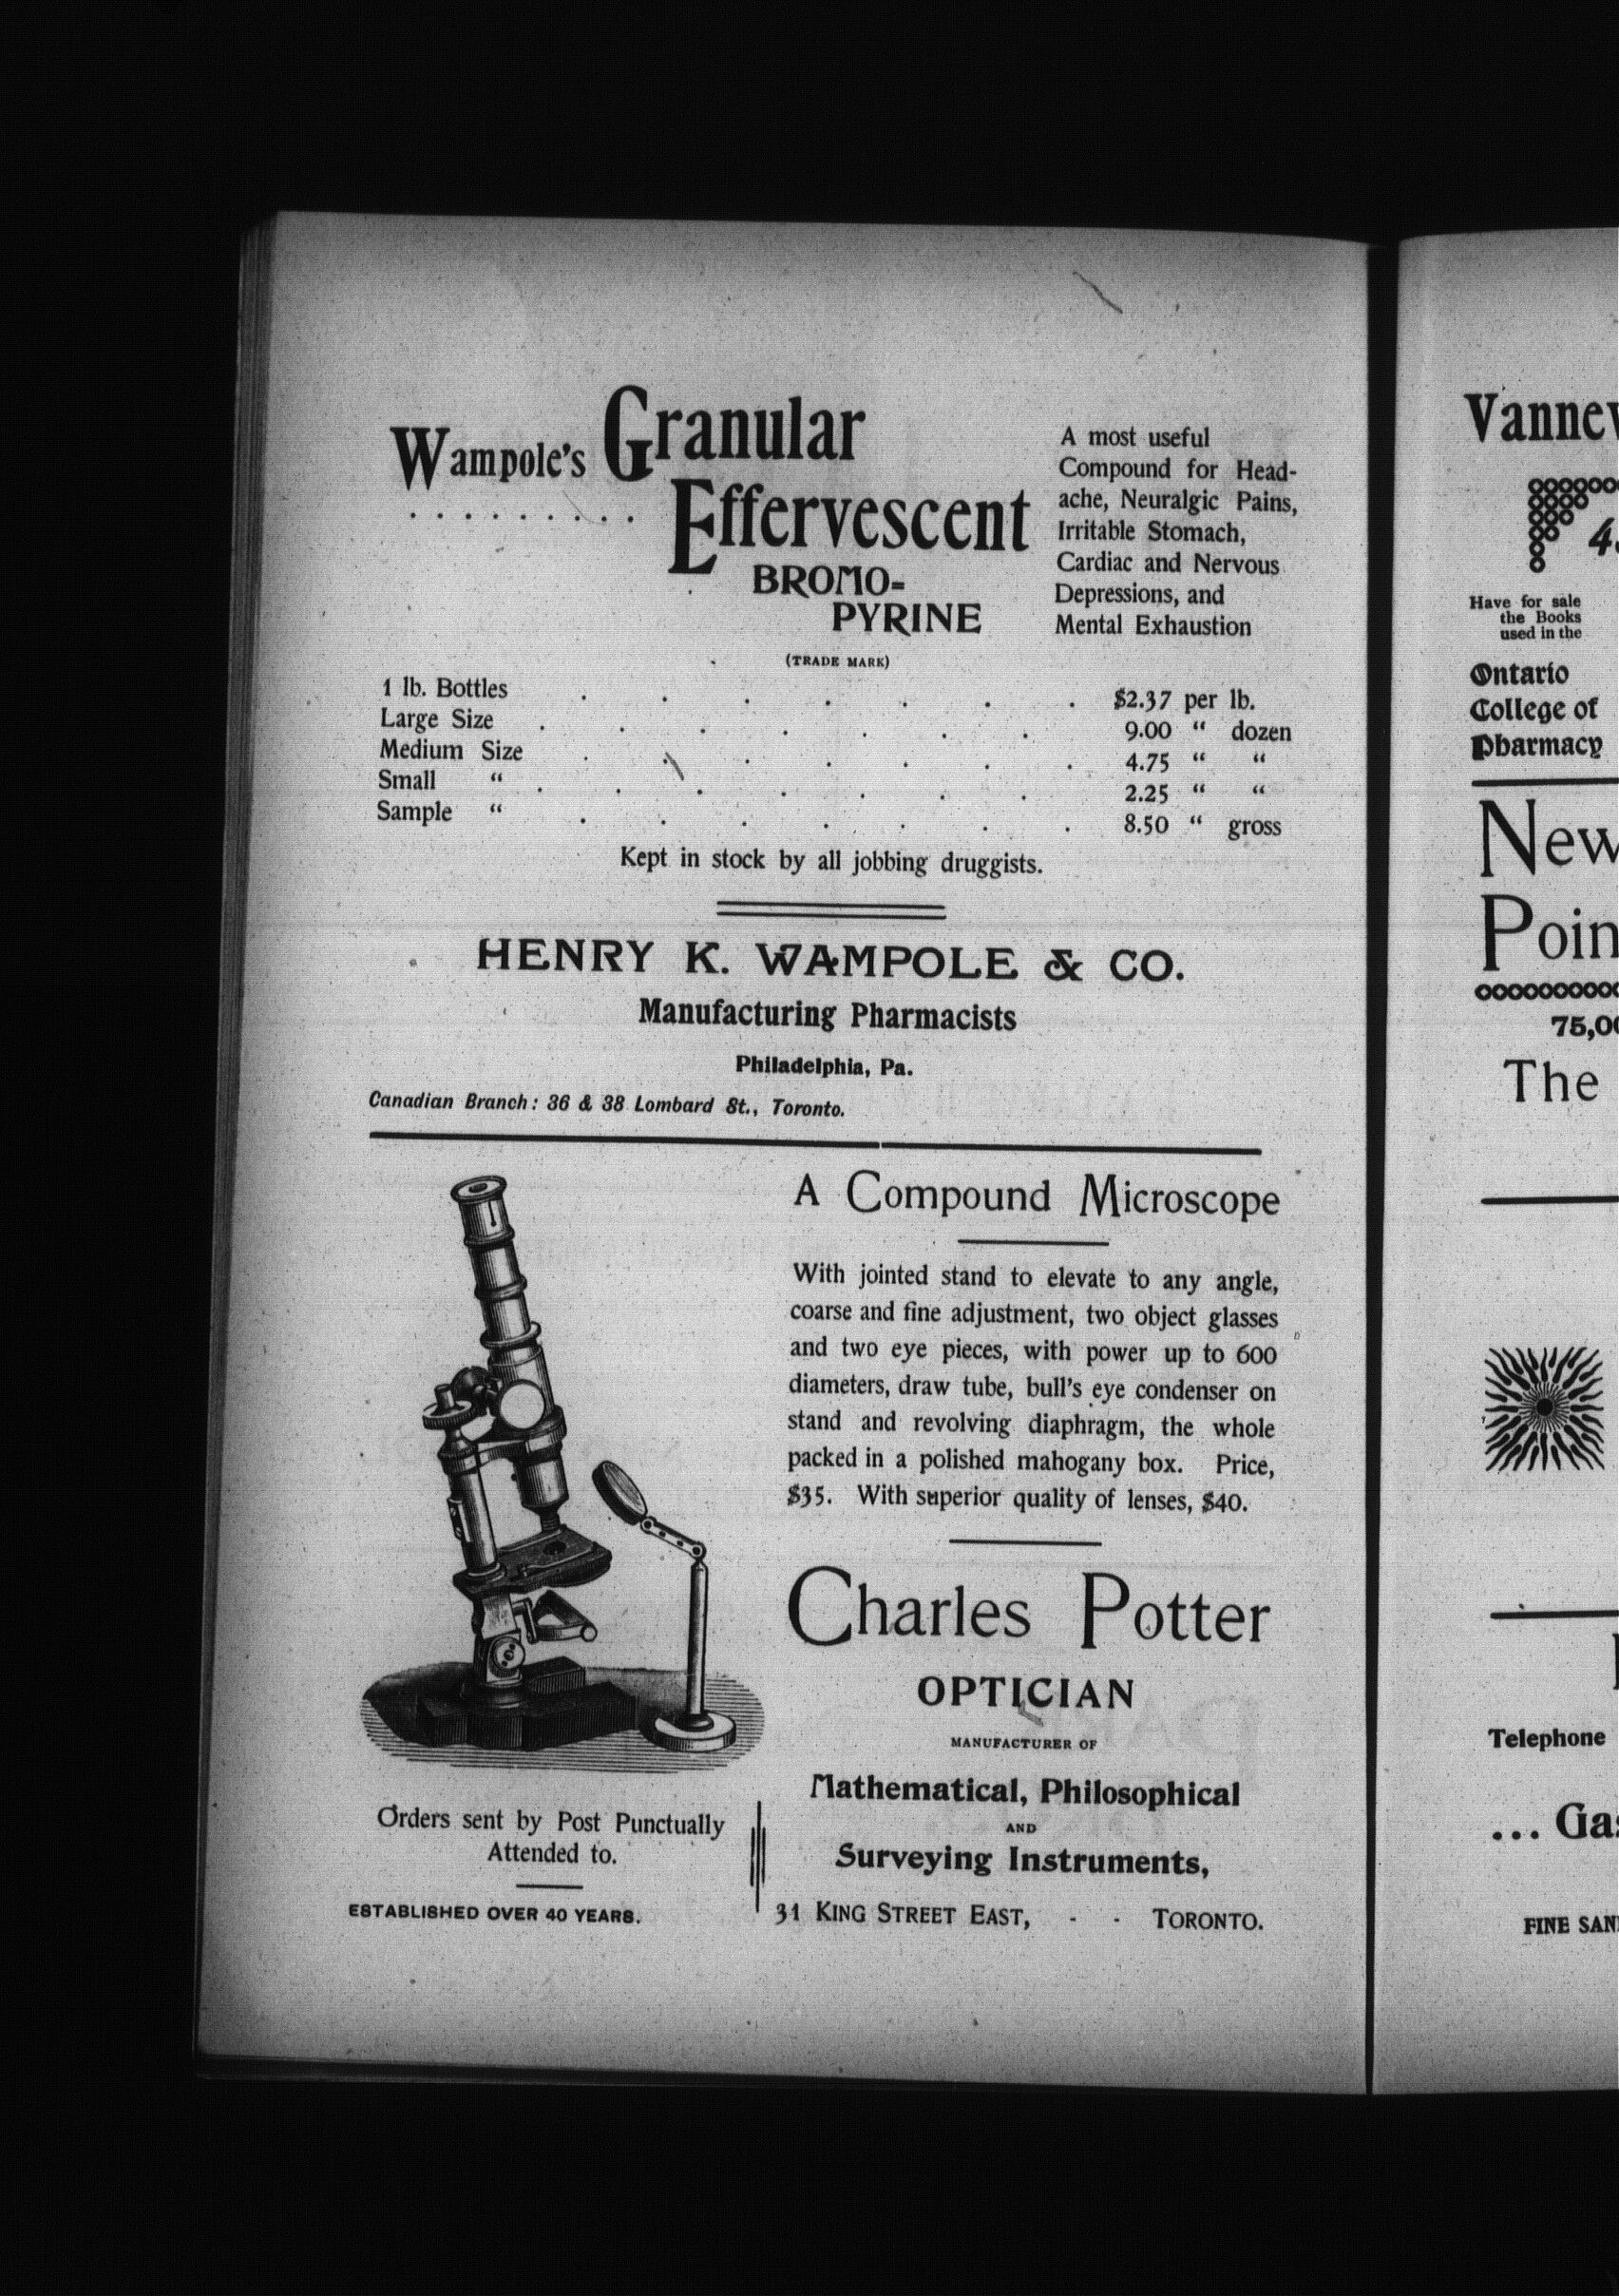 Wampole's Granular
Effervescent
BROMO-
PYRINE
(TRADE MARK)
A most useful
Compound for Head-
ache, Neuralgic Pains,
Irritable Stomach,
Cardiac and Nervous
Depressions, and
Mental Exhaustion
1 lb. Bottles . . . . . . . $2.37 per lb.
Large Size . . . . . . . 9.00 " dozen
Medium Size . . . . . . . 4.75 " "
Small " . . . . . . . 2.25 " "
Sample " . . . . . . . 8.50 " gross
Kept in stock by all jobbing druggists.
HENRY K. WAMPOLE & CO.
Manufacturing Pharmacists
Philadelphia, Pa.
Canadian Branch: 36 & 38 Lombard St., Toronto.
A Compound Microscope
With jointed stand to elevate to any angle,
coarse and fine adjustment, two object glasses
and two eye pieces, with power up to 600
diameters, draw tube, bull's eye condenser on
stand and revolving diaphragm, the whole
packed in a polished mahogany box. Price,
$35. With superior quality of lenses, $40.
Charles Potter
OPTICIAN
MANUFACTURER OF
Mathematical, Philosophical
AND
Surveying Instruments,
31 KING STREET EAST, - - TORONTO.
Orders sent by Post Punctually
Attended to.
ESTABLISHED OVER 40 YEARS.
Have for sale
the Books
used in the
Ontario
College of
Pharmacy
New
Poin
75,00
The
Telephone
... Gas
FINE SAN